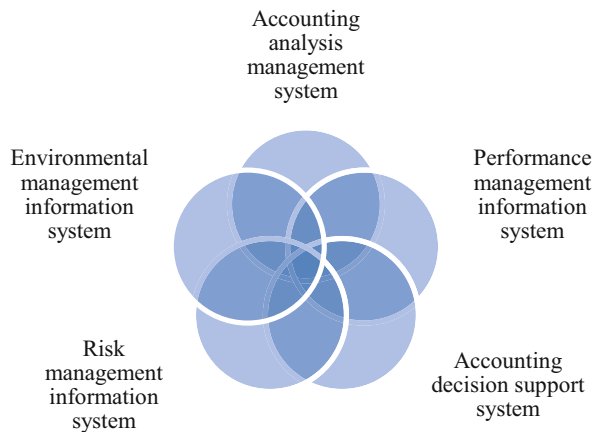 Accounting
analysis
management
system
Environmental
management
information
system
Performance
management
information
system
Risk
management
information
system
Accounting
decision support
system